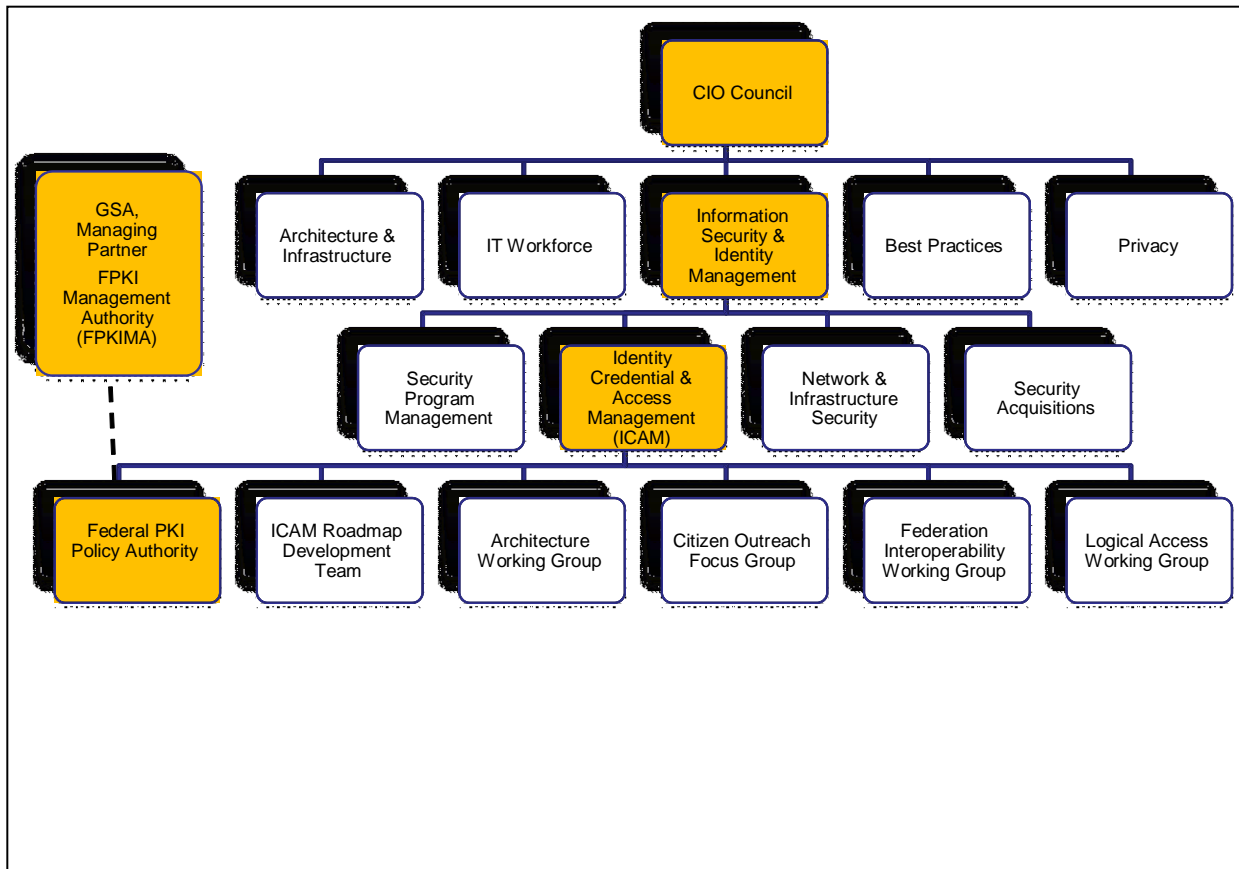 CIO Council
GSA,
Managing
Partner
FPKI
Management
Authority
(FPKIMA)
Architecture &
Infrastructure
IT Workforce
Information
Security &
Identity
Management
Best Practices
Privacy
Security
Program
Management
Identity
Credential &
Access
Management
(ICAM)
Network &
Infrastructure
Security
Security
Acquisitions
Federal PKI
Policy Authority
ICAM Roadmap
Development
Team
Architecture
Working Group
Citizen Outreach
Focus Group
Federation
Interoperability
Working Group
Logical Access
Working Group